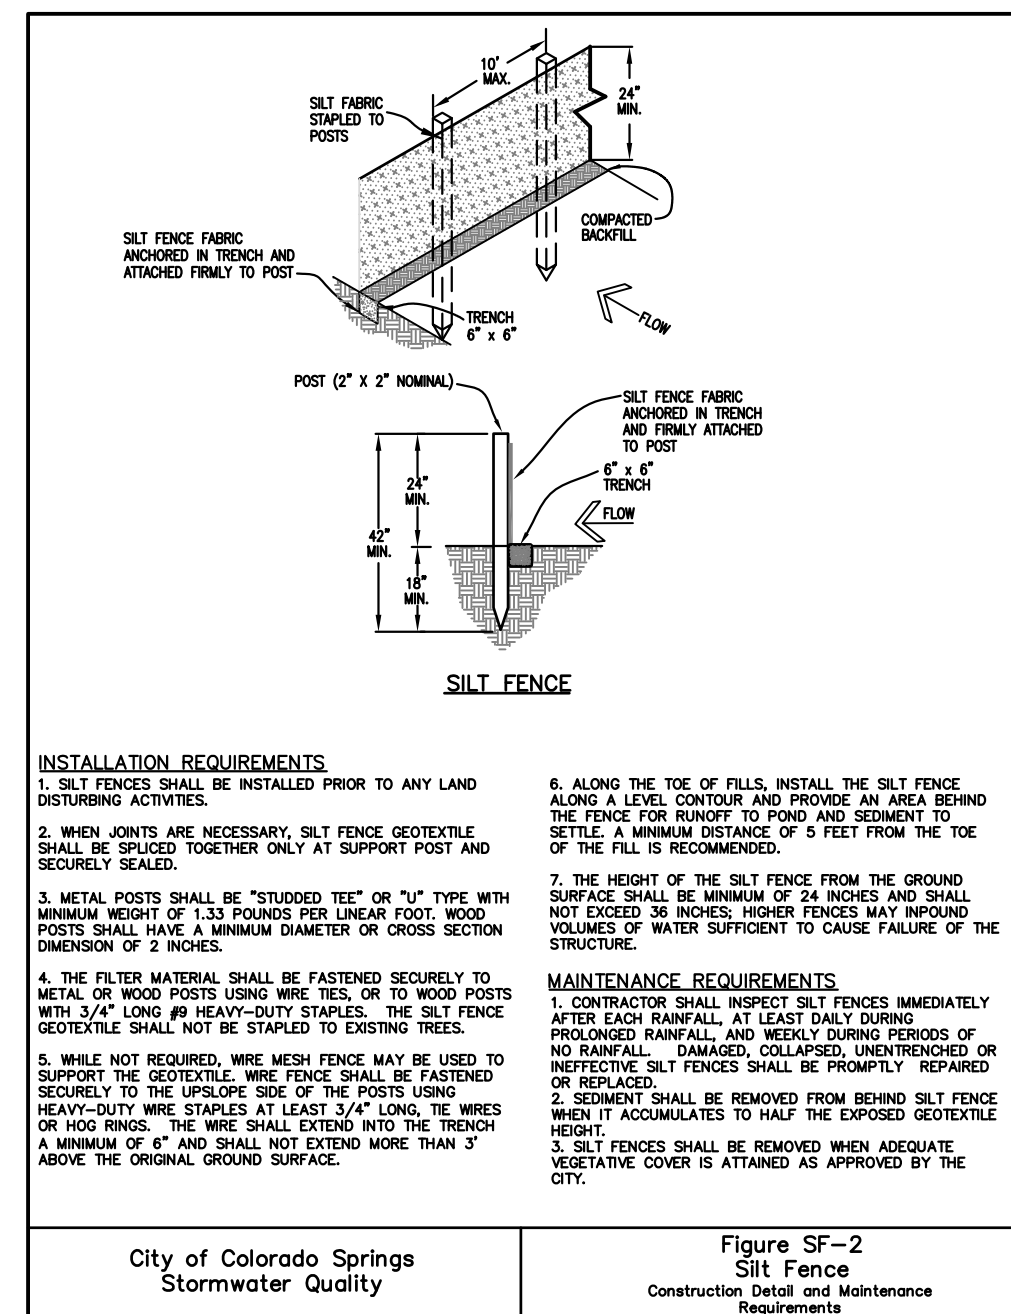 10'
MAX.
24"
MIN.
SILT FABRIC
STAPLED TO
POSTS
COMPACTED
BACKFILL
SILT FENCE FABRIC
ANCHORED IN TRENCH AND
ATTACHED FIRMLY TO POST
TRENCH
6" x 6"
FLOW
POST (2" X 2" NOMINAL)
SILT FENCE FABRIC
ANCHORED IN TRENCH
AND FIRMLY ATTACHED
TO POST
6" x 6"
TRENCH
24"
MIN.
FLOW
42"
MIN.
18"
MIN.
SILT FENCE
INSTALLATION REQUIREMENTS
1. SILT FENCES SHALL BE INSTALLED PRIOR TO ANY LAND
DISTURBING ACTIVITIES.
2. WHEN JOINTS ARE NECESSARY, SILT FENCE GEOTEXTILE
SHALL BE SPLICED TOGETHER ONLY AT SUPPORT POST AND
SECURELY SEALED.
3. METAL POSTS SHALL BE "STUDDED TEE" OR "U" TYPE WITH
MINIMUM WEIGHT OF 1.33 POUNDS PER LINEAR FOOT. WOOD
POSTS SHALL HAVE A MINIMUM DIAMETER OR CROSS SECTION
DIMENSION OF 2 INCHES.
4. THE FILTER MATERIAL SHALL BE FASTENED SECURELY TO
METAL OR WOOD POSTS USING WIRE TIES, OR TO WOOD POSTS
WITH 3/4" LONG #9 HEAVY-DUTY STAPLES. THE SILT FENCE
GEOTEXTILE SHALL NOT BE STAPLED TO EXISTING TREES.
5. WHILE NOT REQUIRED, WIRE MESH FENCE MAY BE USED TO
SUPPORT THE GEOTEXTILE. WIRE FENCE SHALL BE FASTENED
SECURELY TO THE UPSLOPE SIDE OF THE POSTS USING
HEAVY-DUTY WIRE STAPLES AT LEAST 3/4" LONG, TIE WIRES
OR HOG RINGS. THE WIRE SHALL EXTEND INTO THE TRENCH
A MINIMUM OF 6" AND SHALL NOT EXTEND MORE THAN 3'
ABOVE THE ORIGINAL GROUND SURFACE.
6. ALONG THE TOE OF FILLS, INSTALL THE SILT FENCE
ALONG A LEVEL CONTOUR AND PROVIDE AN AREA BEHIND
THE FENCE FOR RUNOFF TO POND AND SEDIMENT TO
SETTLE. A MINIMUM DISTANCE OF 5 FEET FROM THE TOE
OF THE FILL IS RECOMMENDED.
7. THE HEIGHT OF THE SILT FENCE FROM THE GROUND
SURFACE SHALL BE MINIMUM OF 24 INCHES AND SHALL
NOT EXCEED 36 INCHES; HIGHER FENCES MAY INPOUND
VOLUMES OF WATER SUFFICIENT TO CAUSE FAILURE OF THE
STRUCTURE.
MAINTENANCE REQUIREMENTS
1. CONTRACTOR SHALL INSPECT SILT FENCES IMMEDIATELY
AFTER EACH RAINFALL, AT LEAST DAILY DURING
PROLONGED RAINFALL, AND WEEKLY DURING PERIODS OF
NO RAINFALL. DAMAGED, COLLAPSED, UNENTRENCHED OR
INEFFECTIVE SILT FENCES SHALL BE PROMPTLY REPAIRED
OR REPLACED.
2. SEDIMENT SHALL BE REMOVED FROM BEHIND SILT FENCE
WHEN IT ACCUMULATES TO HALF THE EXPOSED GEOTEXTILE
HEIGHT.
3. SILT FENCES SHALL BE REMOVED WHEN ADEQUATE
VEGETATIVE COVER IS ATTAINED AS APPROVED BY THE
CITY.
City of Colorado Springs
Stormwater Quality
Figure SF-2
Silt Fence
Construction Detail and Maintenance
Requirements